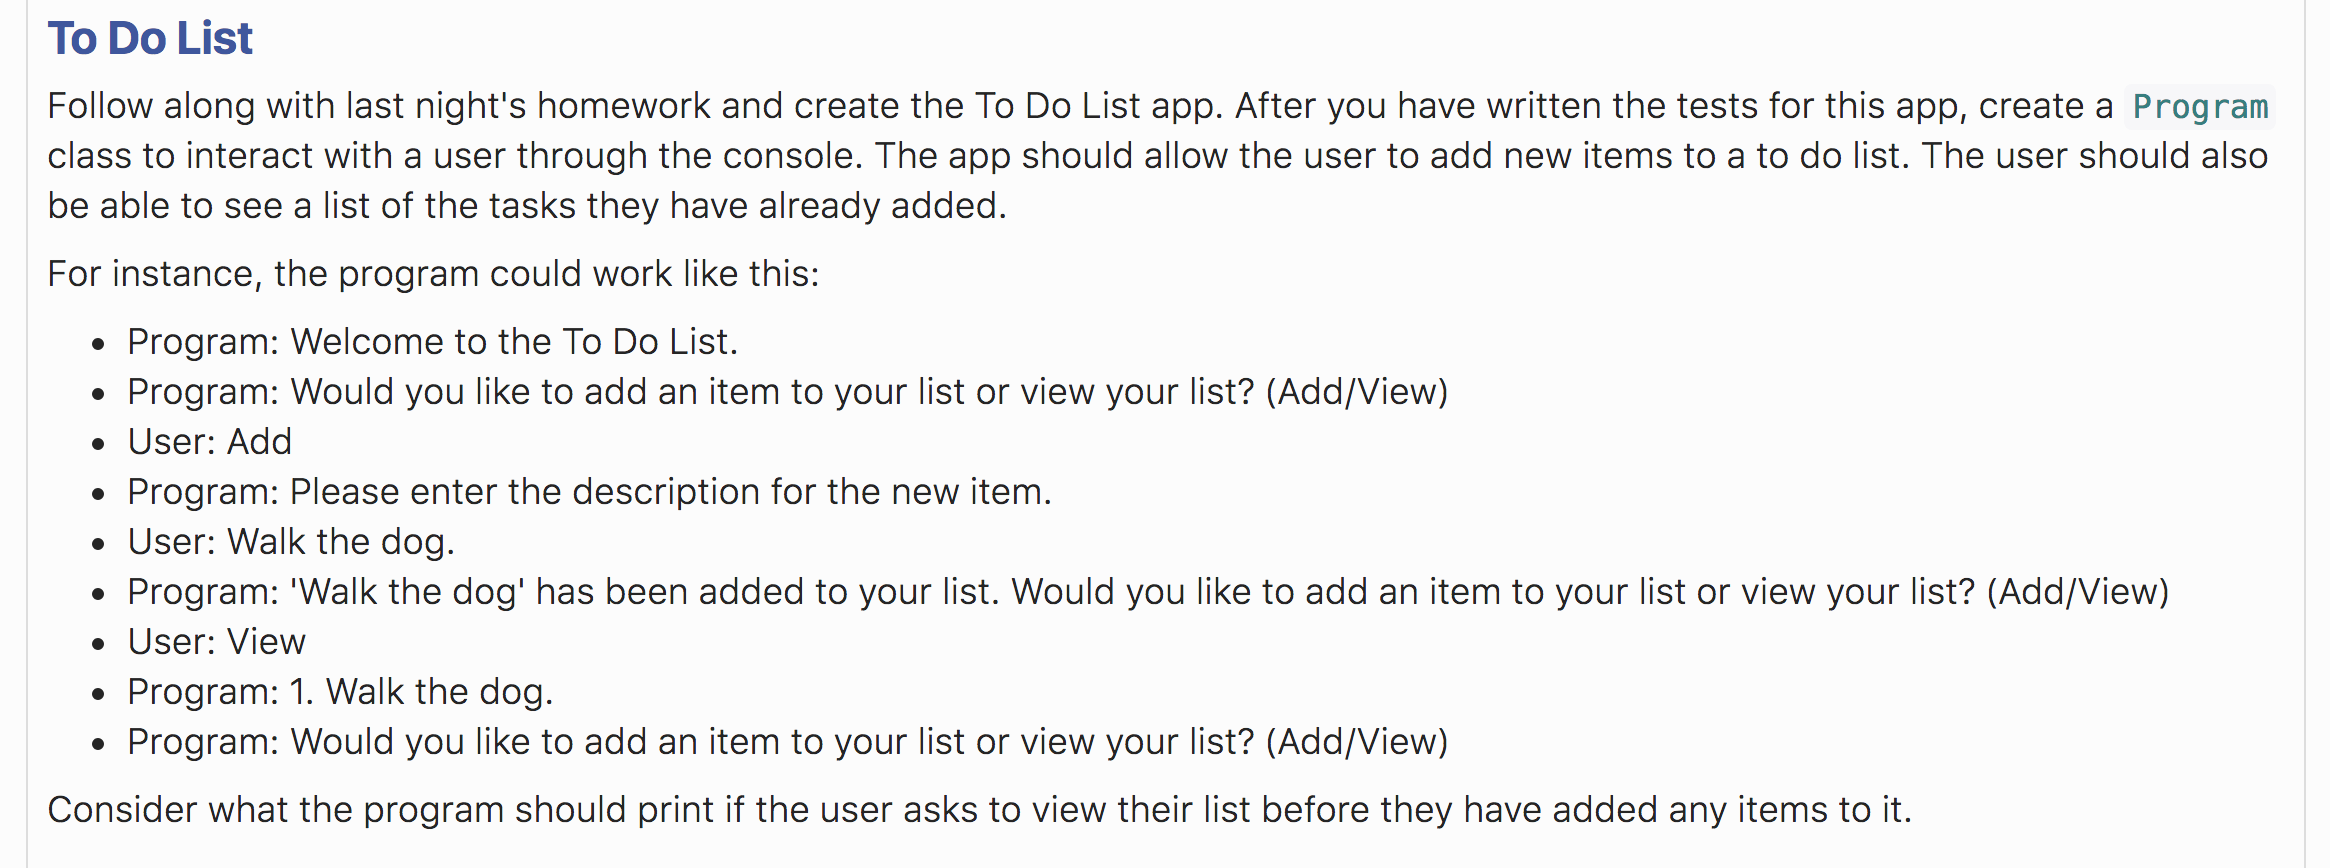 To Do List
Follow along with last night's homework and create the To Do List app. After you have written the tests for this app, create a Program
class to interact with a user through the console. The app should allow the user to add new items to a to do list. The user should also
be able to see a list of the tasks they have already added.
For instance, the program could work like this:
• Program: Welcome to the To Do List.
• Program: Would you like to add an item to your list or view your list? (Add/View)
• User: Add
• Program: Please enter the description for the new item.
• User: Walk the dog.
• Program: 'Walk the dog' has been added to your list. Would you like to add an item to your list or view your list? (Add/View)
• User: View
• Program: 1. Walk the dog.
• Program: Would you like to add an item to your list or view your list? (Add/View)
Consider what the program should print if the user asks to view their list before they have added any items to it.